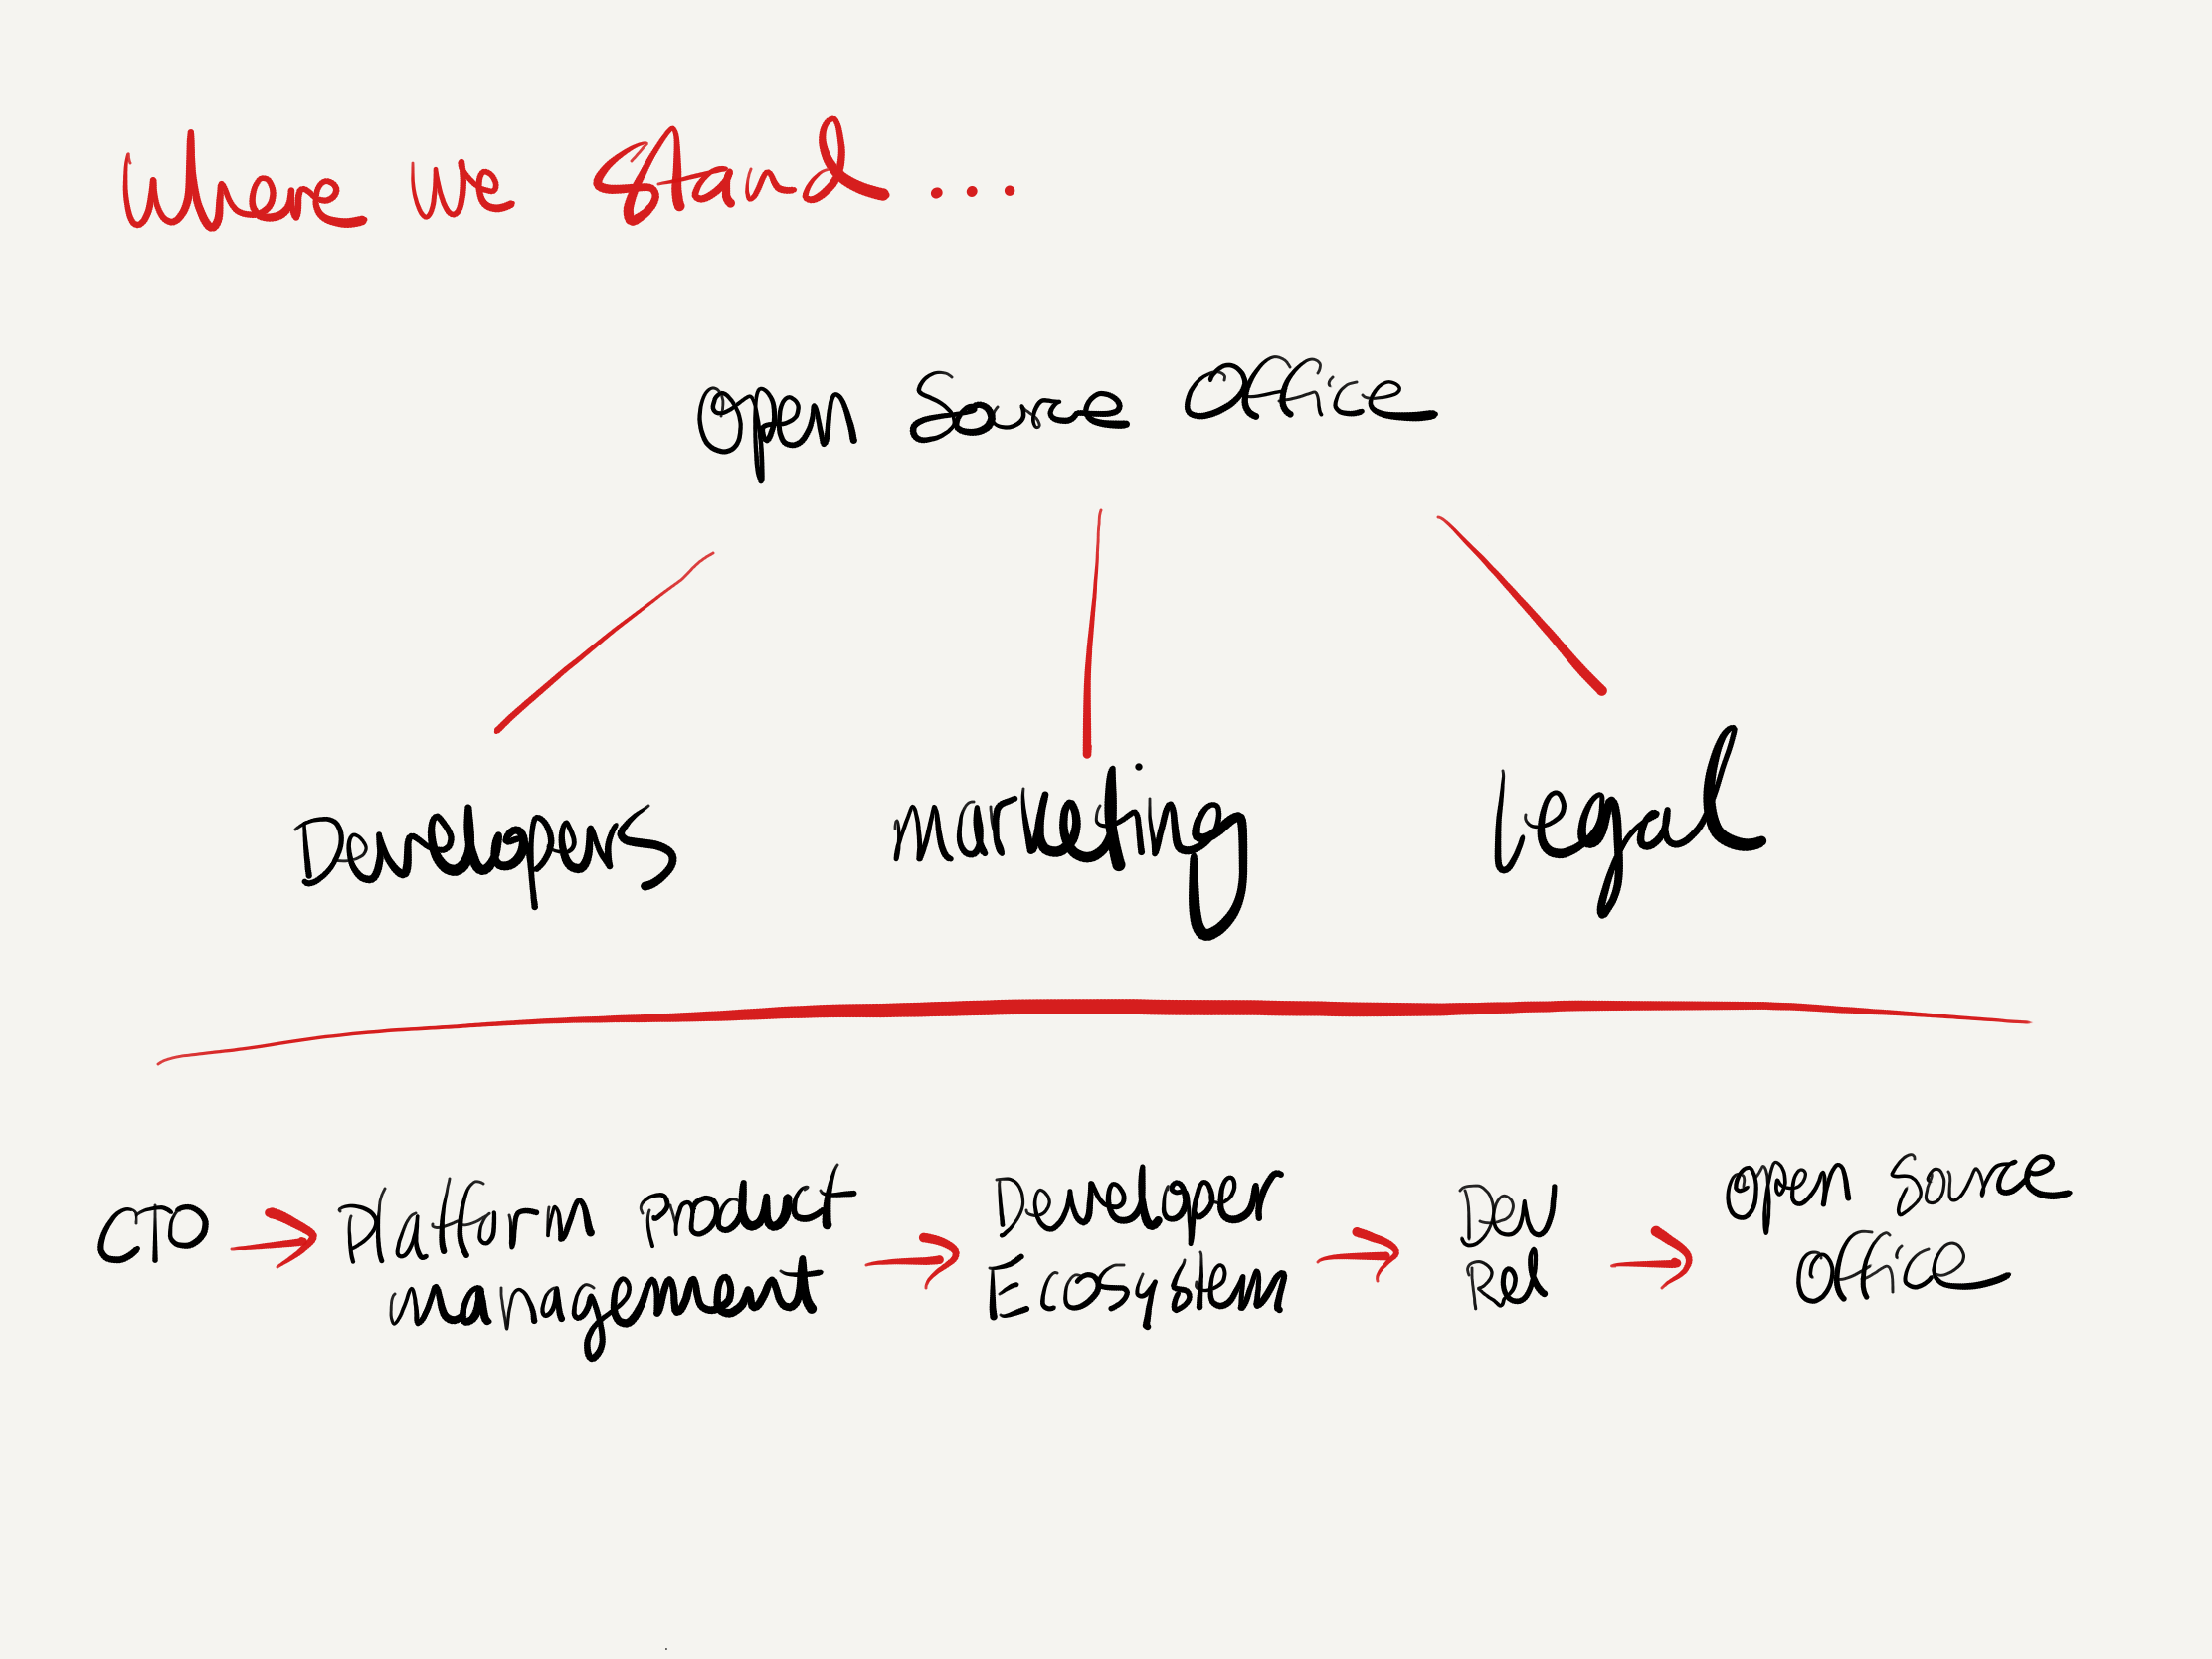 Where we stand ...
Open Source Office
Developers marketing Legal
CTO → Platform Product → Developer → Dev → Open Source
management Ecosystem Rel Office